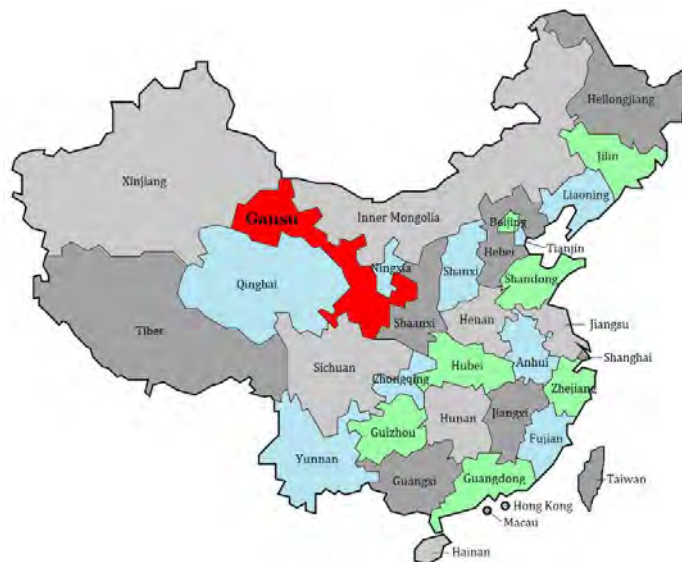 Heilongjiang
Jilin
Xinjiang
Liaoning
Gansu
Inner Mongolia
Beijing
Tianjin
Hebei
Ningxia
Shanxi
Qinghai
Shandong
Tibet
Shaanxi
Henan
Jiangsu
Sichuan
Hubei
Anhui
Shanghai
Chongqing
Zhejiang
Hunan
Jiangxi
Guizhou
Fujian
Yunnan
Guangxi
Guangdong
Taiwan
Hong Kong
Macau
Hainan